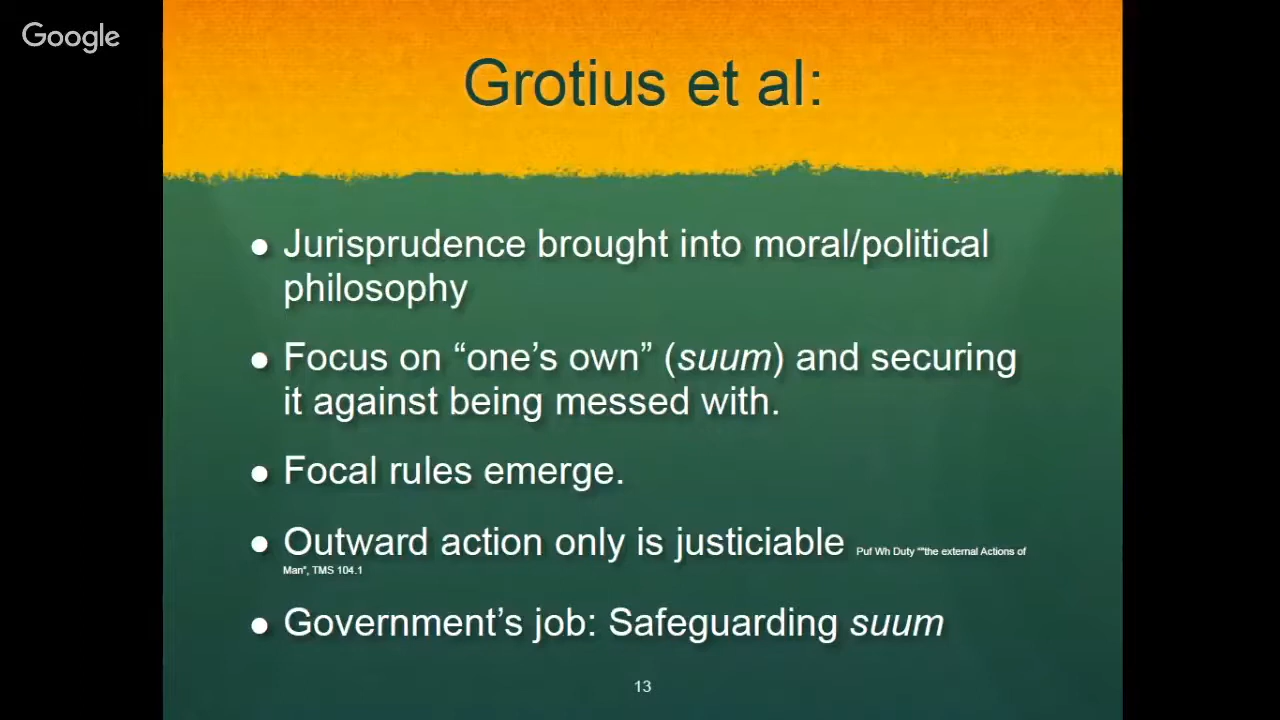 Google
Grotius et al:
● Jurisprudence brought into moral/political
philosophy
● Focus on “one’s own” (suum) and securing
it against being messed with.
● Focal rules emerge.
● Outward action only is justiciable Puf Wh Duty "“the external Actions of
Man”, TMS 104.1
● Government’s job: Safeguarding suum
13